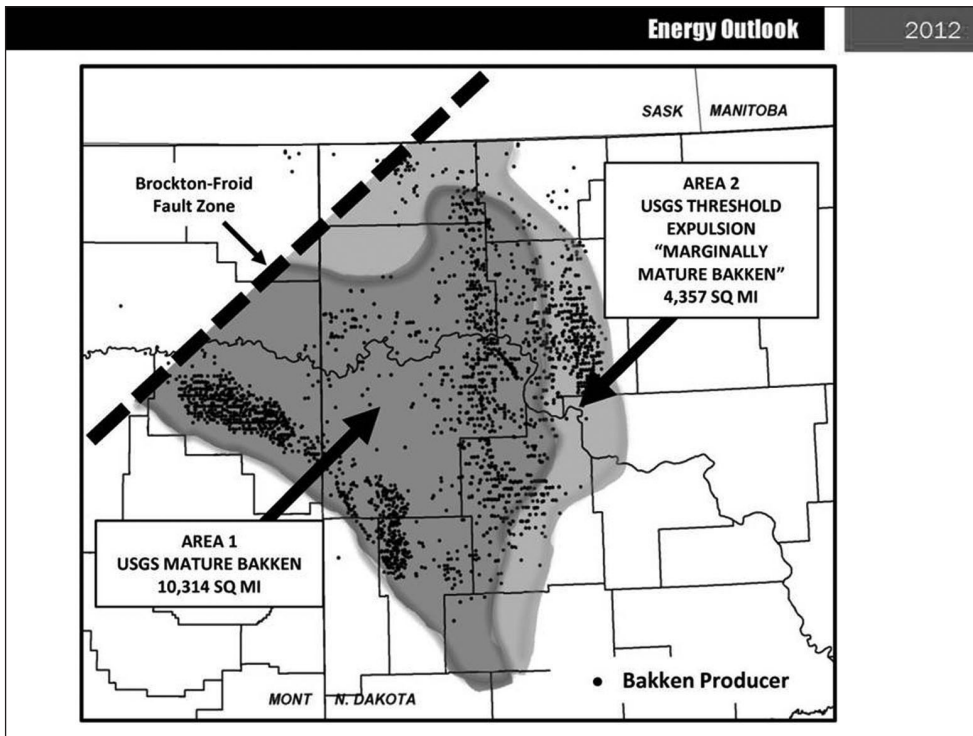 Energy Outlook
2012
SASK
MANITOBA
Brockton-Froid
Fault Zone
AREA 2
USGS THRESHOLD
EXPULSION
“MARGINALLY
MATURE BAKKEN”
4,357 SQ MI
AREA 1
USGS MATURE BAKKEN
10,314 SQ MI
Bakken Producer
MONT
N. DAKOTA